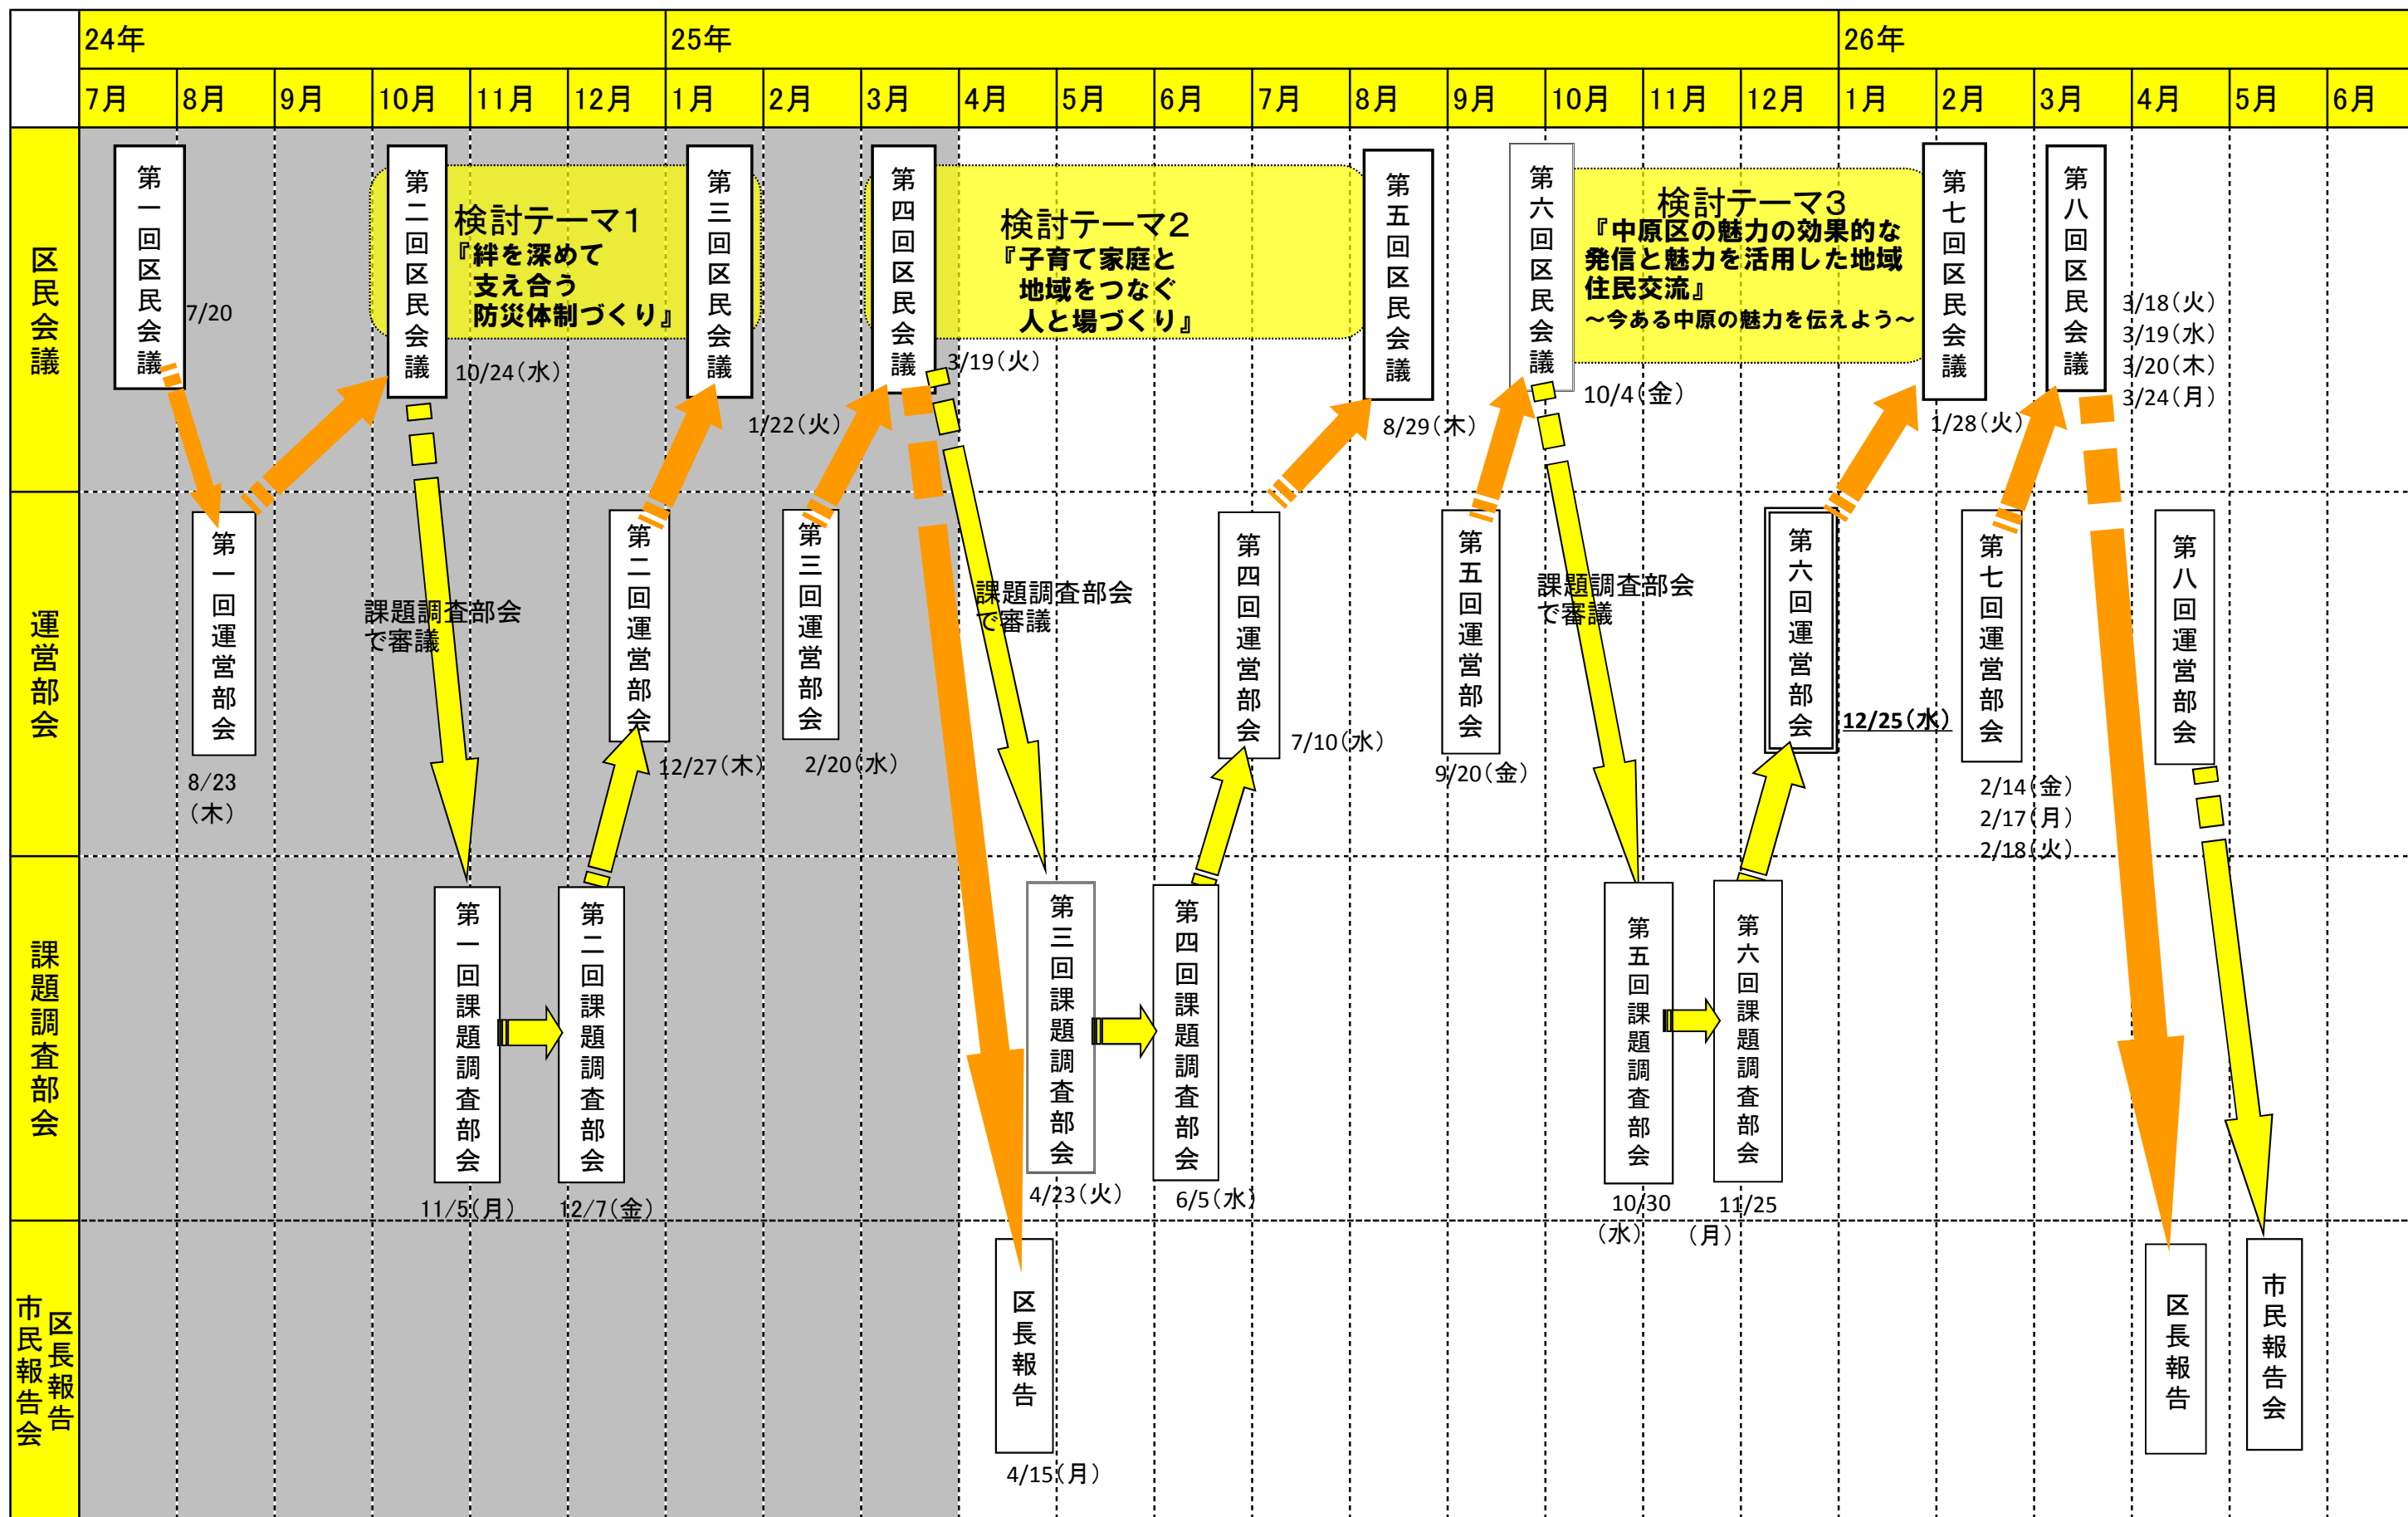 24年
25年
26年
7月
8月
9月
10月
11月
12月
1月
2月
3月
4月
5月
6月
7月
8月
9月
10月
11月
12月
1月
2月
3月
4月
5月
6月
区民会議
第一回区民会議
7/20
第二回区民会議
10/24(水)
検討テーマ1
『絆を深めて
支え合う
防災体制づくり』
第三回区民会議
1/22(火)
第四回区民会議
3/19(火)
検討テーマ2
『子育て家庭と
地域をつなぐ
人と場づくり』
第五回区民会議
8/29(木)
第六回区民会議
10/4(金)
検討テーマ3
『中原区の魅力の効果的な
発信と魅力を活用した地域
住民交流』
～今ある中原の魅力を伝えよう～
第七回区民会議
1/28(火)
第八回区民会議
3/18(火)
3/19(水)
3/20(木)
3/24(月)
運営部会
第一回運営部会
8/23
(木)
課題調査部会
で審議
第二回運営部会
12/27(木)
第三回運営部会
2/20(水)
課題調査部会
で審議
第四回運営部会
7/10(水)
第五回運営部会
9/20(金)
課題調査部会
で審議
第六回運営部会
12/25(水)
第七回運営部会
2/14(金)
2/17(月)
2/18(火)
第八回運営部会
課題調査部会
第一回課題調査部会
11/5(月)
第二回課題調査部会
12/7(金)
第三回課題調査部会
4/23(火)
第四回課題調査部会
6/5(水)
第五回課題調査部会
10/30
(水)
第六回課題調査部会
11/25
(月)
区長報告
市民報告会
区長報告
4/15(月)
区長報告
市民報告会